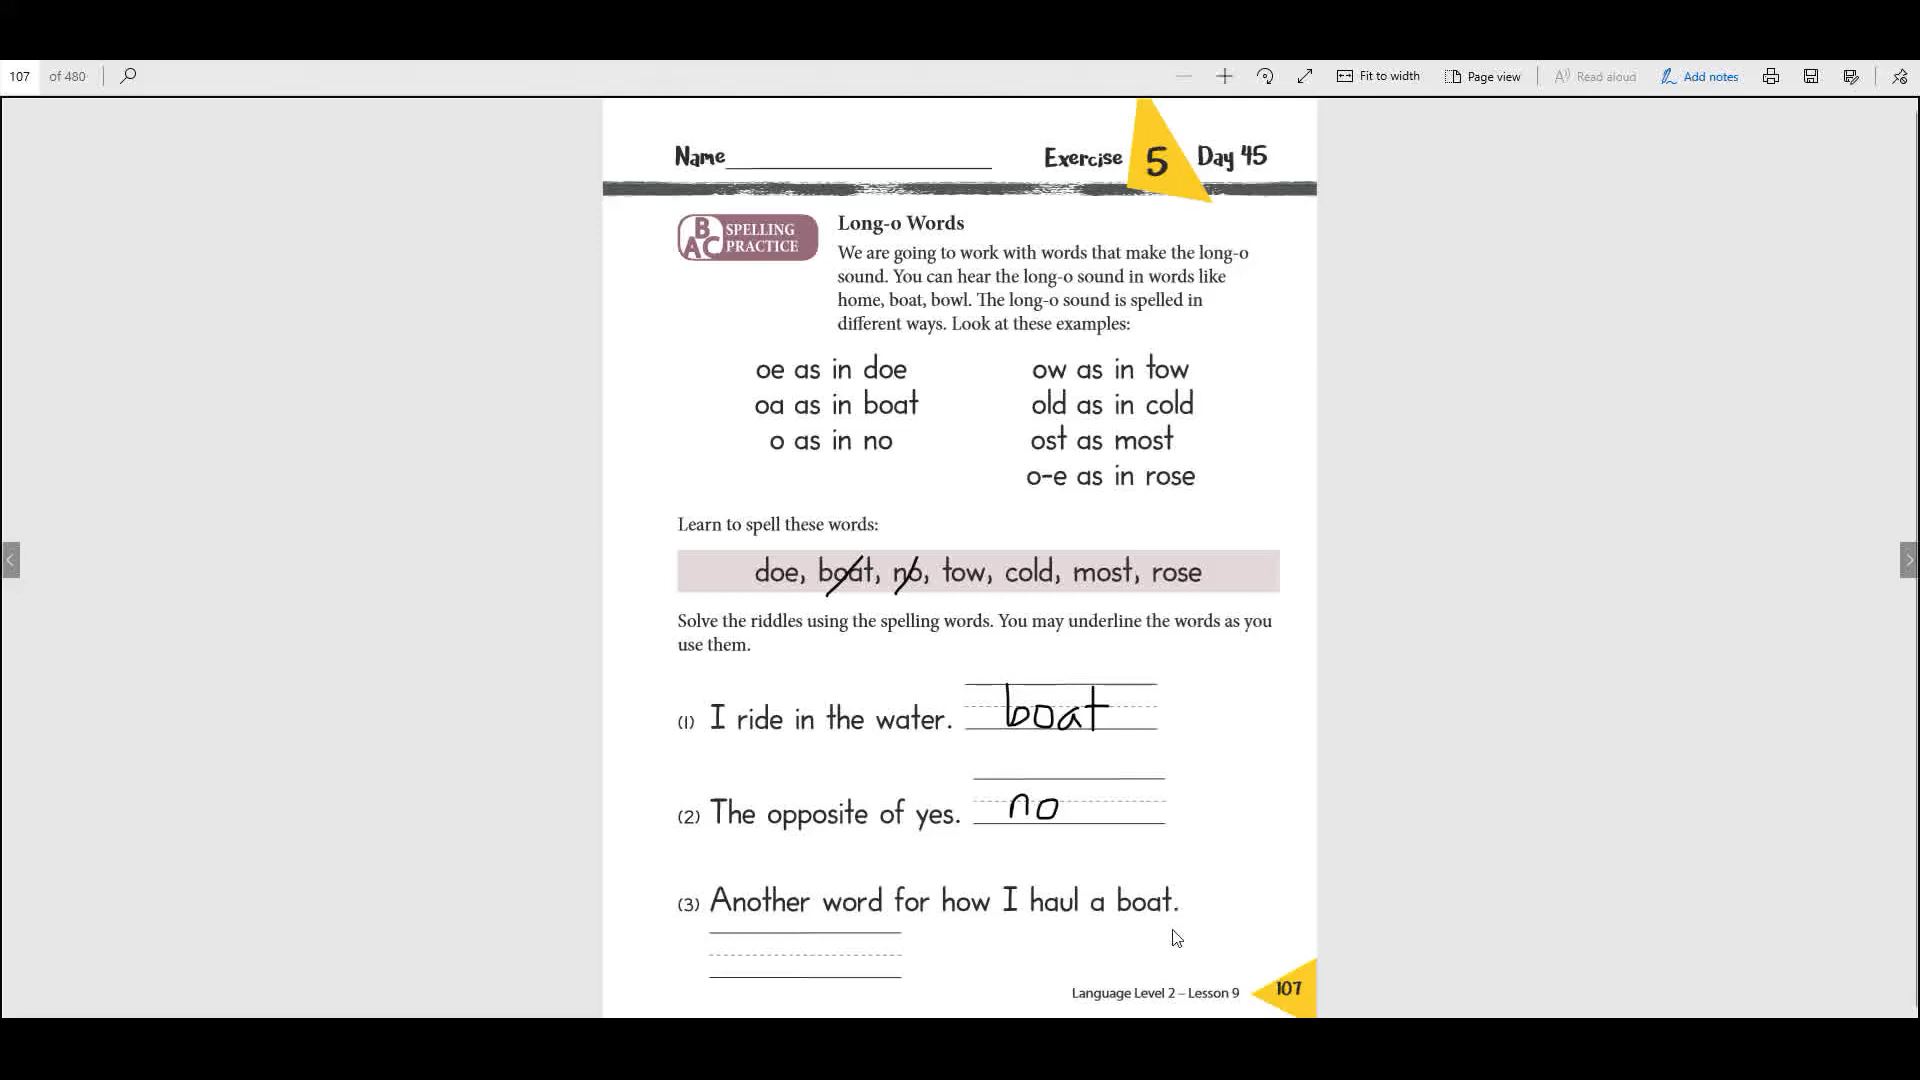 107 of 480 Fit to width Page view Read aloud Add notes
Name Exercise 5 Day 45
B AC SPELLING PRACTICE
Long-o Words
We are going to work with words that make the long-o
sound. You can hear the long-o sound in words like
home, boat, bowl. The long-o sound is spelled in
different ways. Look at these examples:
oe as in doe
oa as in boat
o as in no
ow as in tow
old as in cold
ost as most
o-e as in rose
Learn to spell these words:
doe, boat, no, tow, cold, most, rose
Solve the riddles using the spelling words. You may underline the words as you
use them.
(1) I ride in the water. boat
(2) The opposite of yes. no
(3) Another word for how I haul a boat.
Language Level 2 – Lesson 9 107